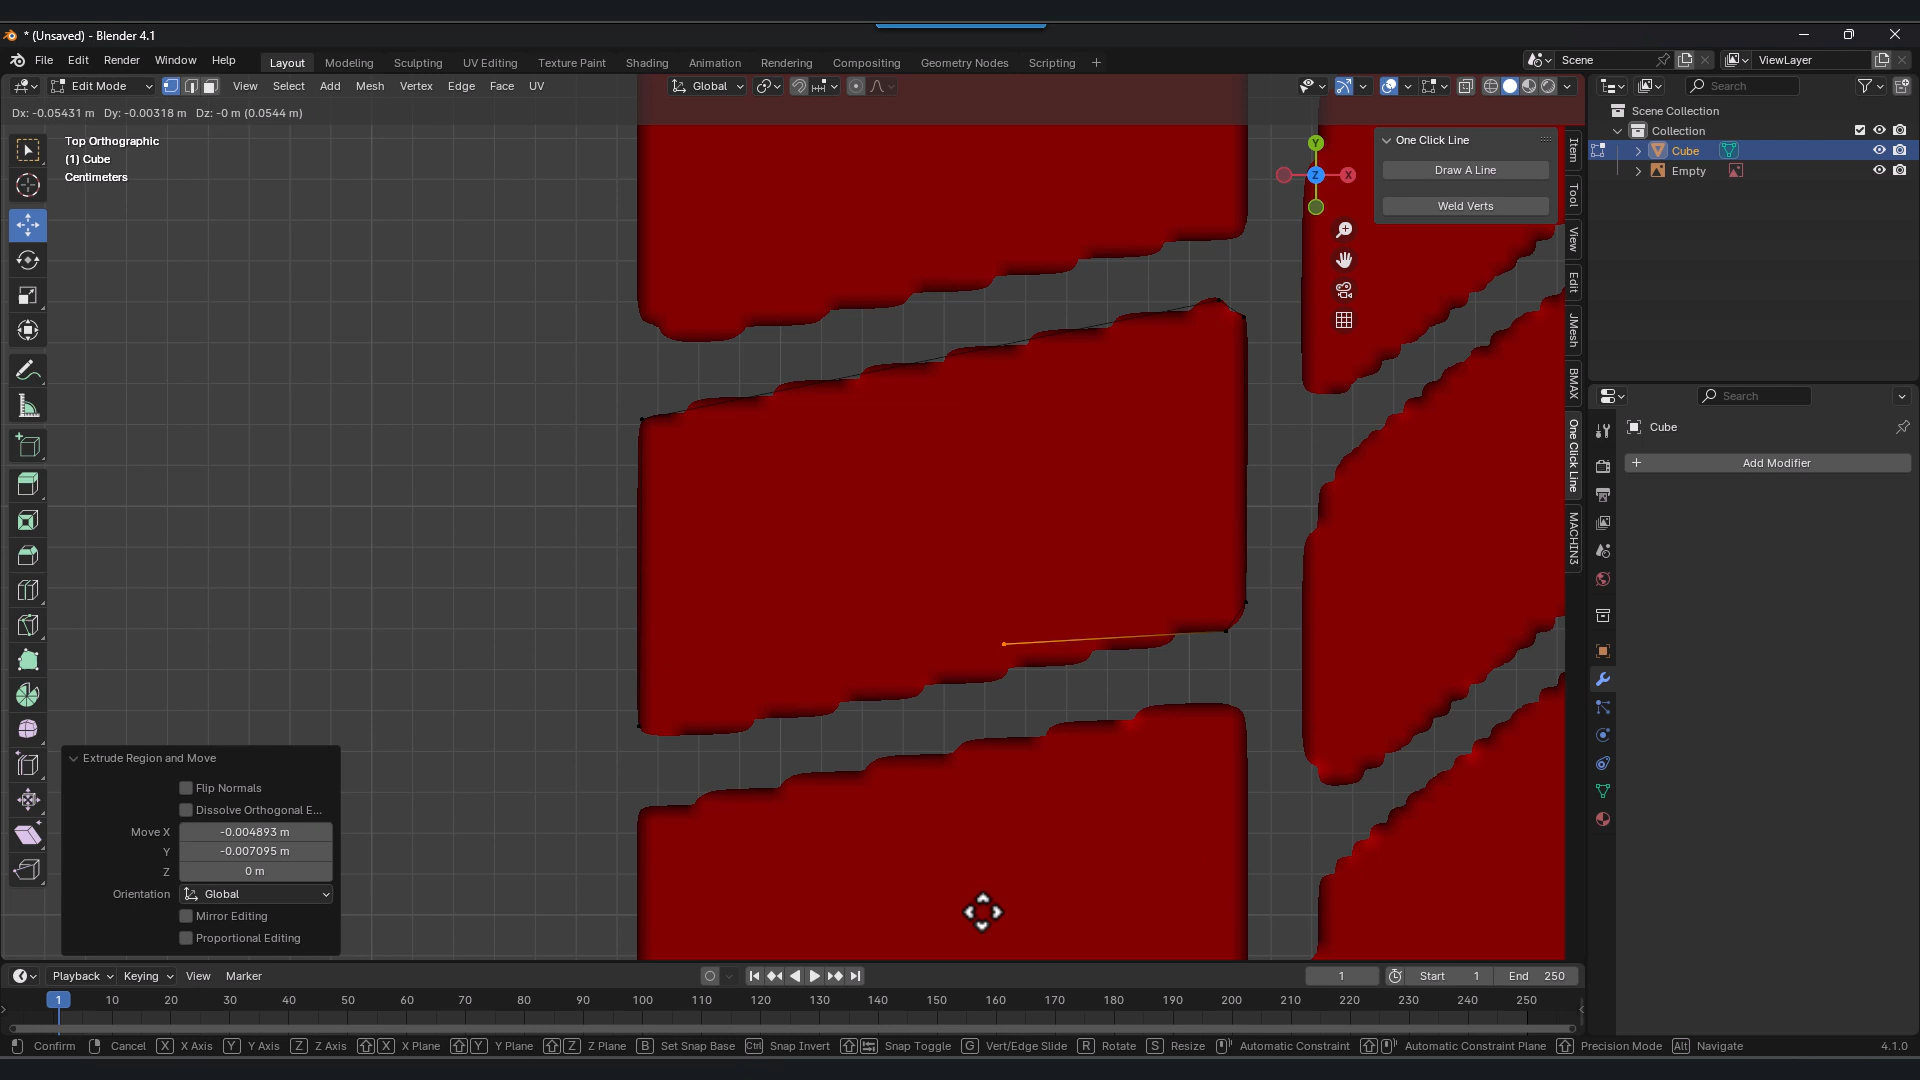 * (Unsaved) - Blender 4.1
File Edit Render Window Help
Layout Modeling Sculpting UV Editing Texture Paint Shading Animation Rendering Compositing Geometry Nodes Scripting +
Scene
ViewLayer
Edit Mode View Select Add Mesh Vertex Edge Face UV
Global
Search
Dx: -0.05431 m Dy: -0.00318 m Dz: -0 m (0.0544 m)
Top Orthographic
(1) Cube
Centimeters
Y
Z
X
One Click Line
Draw A Line
Weld Verts
Item
Tool
View
Edit
JMesh
BMAX
One Click Line
MACHIN3
Scene Collection
Collection
Cube
Empty
Search
Cube
+ Add Modifier
Extrude Region and Move
Flip Normals
Dissolve Orthogonal E...
Move X -0.004893 m
Y -0.007095 m
Z 0 m
Orientation Global
Mirror Editing
Proportional Editing
Playback Keying View Marker
1
Start 1
End 250
1 10 20 30 40 50 60 70 80 90 100 110 120 130 140 150 160 170 180 190 200 210 220 230 240 250
Confirm Cancel X X Axis Y Y Axis Z Z Axis X X Plane Y Y Plane Z Z Plane B Set Snap Base Ctrl Snap Invert Snap Toggle G Vert/Edge Slide R Rotate S Resize Automatic Constraint Automatic Constraint Plane Precision Mode Alt Navigate 4.1.0